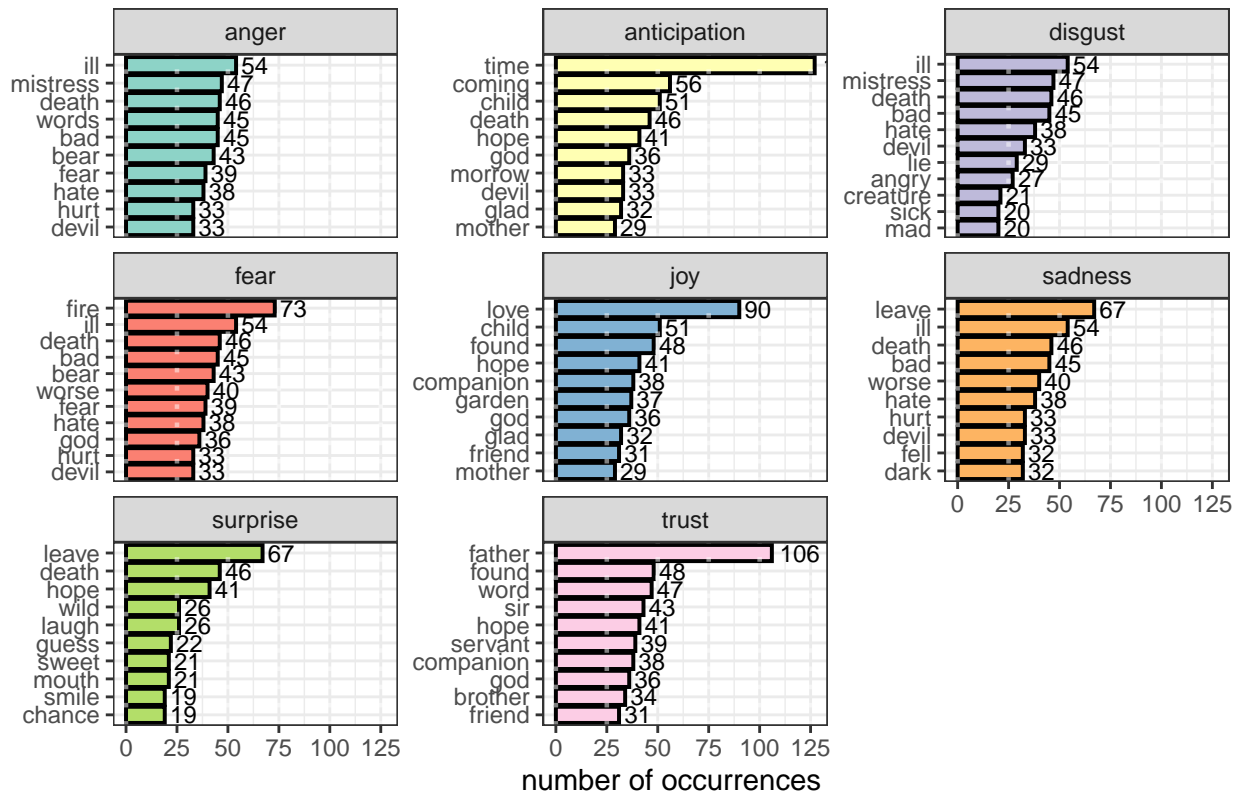 anger
ill 54
mistress 47
death 46
words 45
bad 45
bear 43
fear 39
hate 38
hurt 33
devil 33
anticipation
time
coming 56
child 51
death 46
hope 41
god 36
morrow 33
devil 33
glad 32
mother 29
disgust
ill 54
mistress 47
death 46
bad 45
hate 38
devil 33
lie 29
angry 27
creature 21
sick 20
mad 20
fear
fire 73
ill 54
death 46
bad 45
bear 43
worse 40
fear 39
hate 38
god 36
hurt 33
devil 33
joy
love 90
child 51
found 48
hope 41
companion 38
garden 37
god 36
glad 32
friend 31
mother 29
sadness
leave 67
ill 54
death 46
bad 45
worse 40
hate 38
hurt 33
devil 33
fell 32
dark 32
0 25 50 75 100 125
surprise
leave 67
death 46
hope 41
wild 26
laugh 26
guess 22
sweet 21
mouth 21
smile 19
chance 19
0 25 50 75 100 125
trust
father 106
found 48
word 47
sir 43
hope 41
servant 39
companion 38
god 36
brother 34
friend 31
0 25 50 75 100 125
number of occurrences